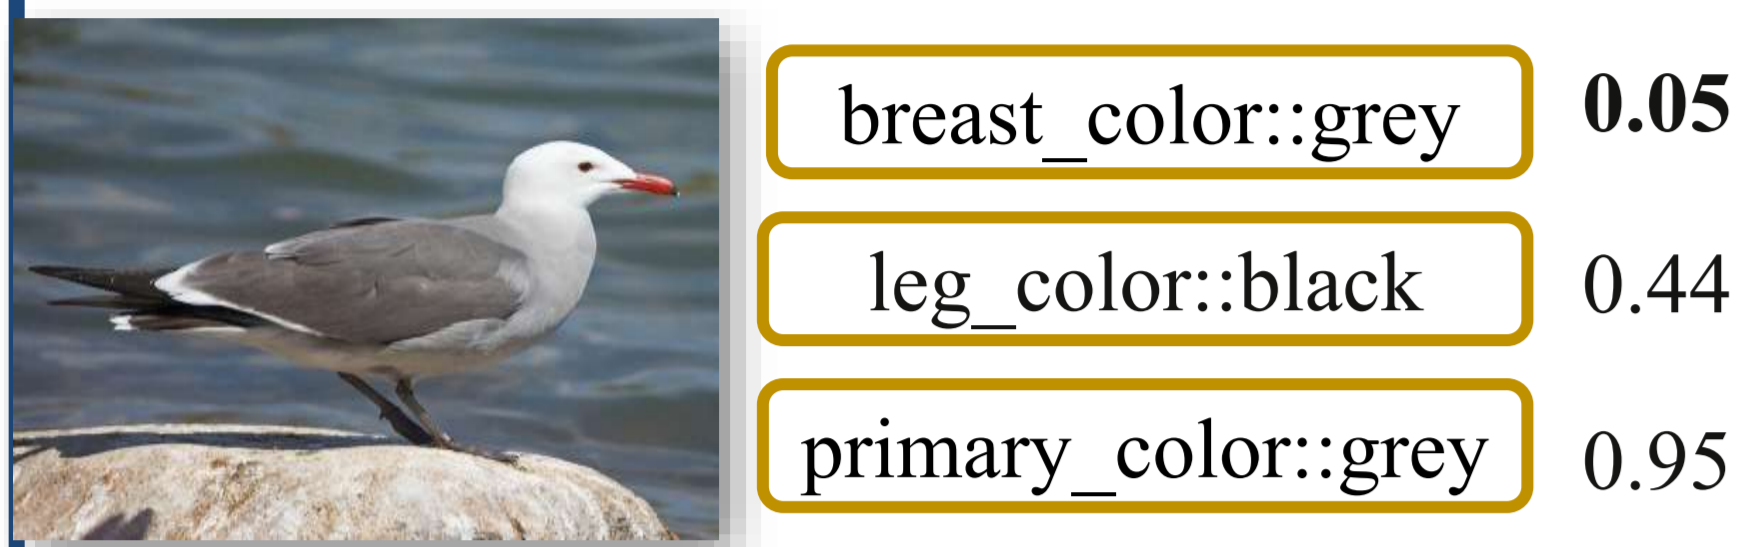 breast_color::grey 0.05
leg_color::black 0.44
primary_color::grey 0.95